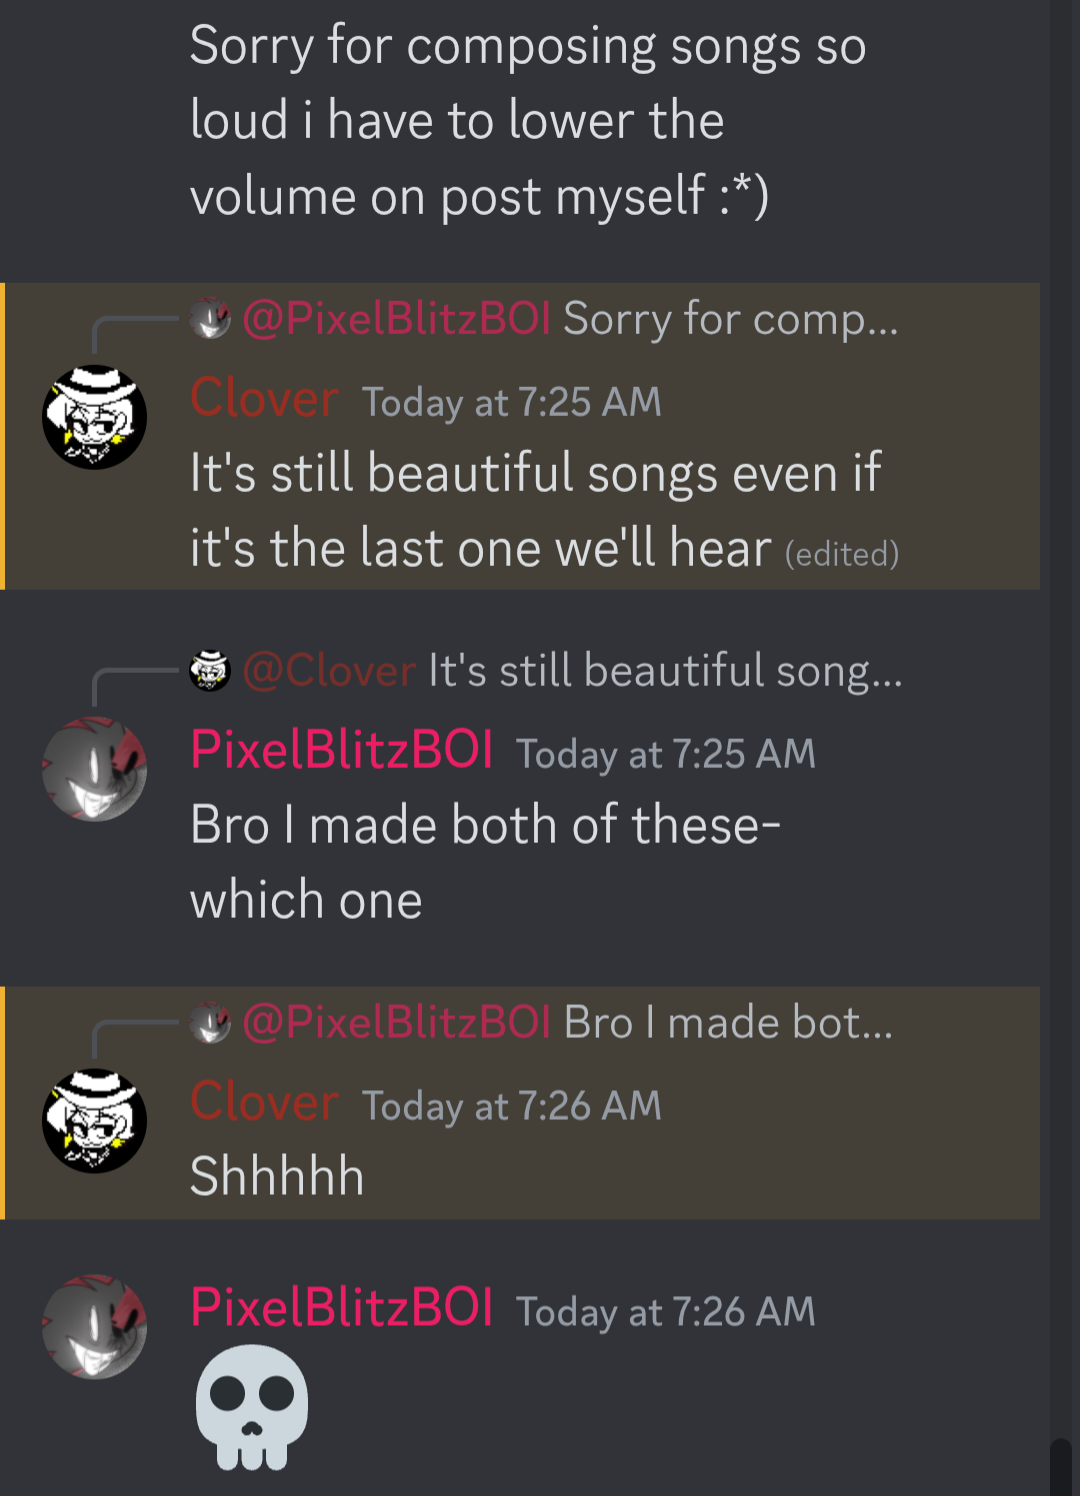 Sorry for composing songs so
loud i have to lower the
volume on post myself :*)
@PixelBlitzBOI Sorry for comp...
Clover Today at 7:25 AM
It's still beautiful songs even if
it's the last one we'll hear (edited)
@Clover It's still beautiful song...
PixelBlitzBOI Today at 7:25 AM
Bro I made both of these-
which one
@PixelBlitzBOI Bro I made bot...
Clover Today at 7:26 AM
Shhhhh
PixelBlitzBOI Today at 7:26 AM